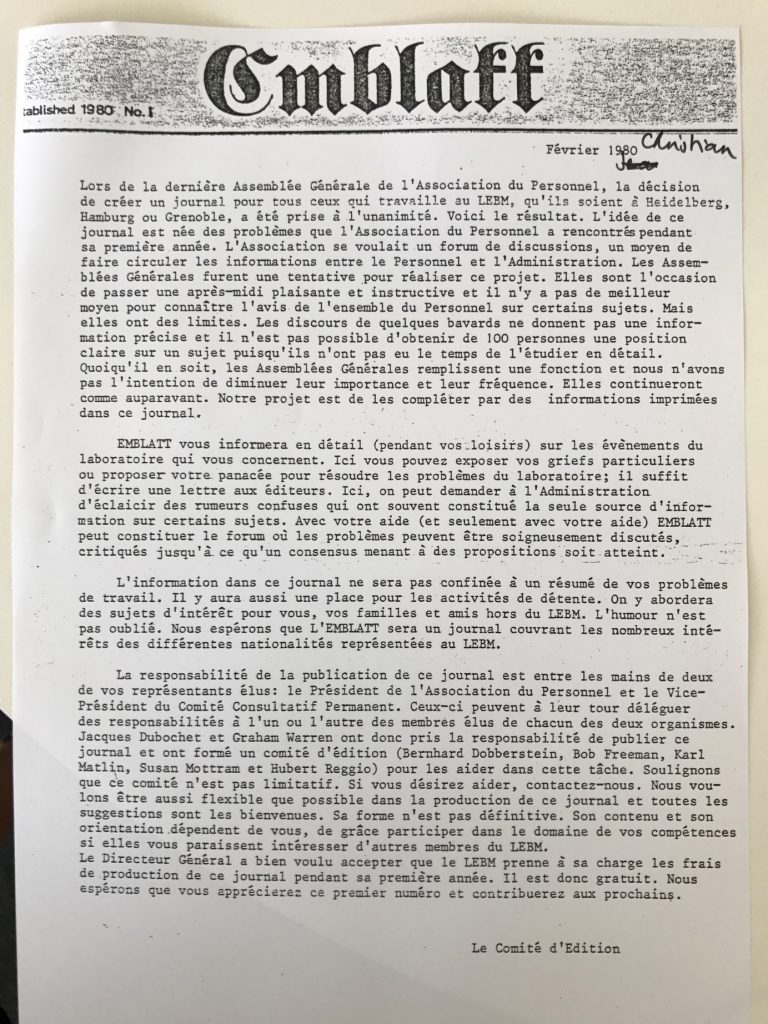 Emblatt
tablished 1980 No. 1
Février 1980 Christian
Lors de la dernière Assemblée Générale de l'Association du Personnel, la décision
de créer un journal pour tous ceux qui travaille au LEBM, qu'ils soient à Heidelberg,
Hamburg ou Grenoble, a été prise à l'unanimité. Voici le résultat. L'idée de ce
journal est née des problèmes que l'Association du Personnel a rencontrés pendant
sa première année. L'Association se voulait un forum de discussions, un moyen de
faire circuler les informations entre le Personnel et l'Administration. Les Assem-
blées Générales furent une tentative pour réaliser ce projet. Elles sont l'occasion
de passer une après-midi plaisante et instructive et il n'y a pas de meilleur
moyen pour connaître l'avis de l'ensemble du Personnel sur certains sujets. Mais
elles ont des limites. Les discours de quelques bavards ne donnent pas une infor-
mation précise et il n'est pas possible d'obtenir de 100 personnes une position
claire sur un sujet puisqu'ils n'ont pas eu le temps de l'étudier en détail.
Quoiqu'il en soit, les Assemblées Générales remplissent une fonction et nous n'avons
pas l'intention de diminuer leur importance et leur fréquence. Elles continueront
comme auparavant. Notre projet est de les compléter par des informations imprimées
dans ce journal.
EMBLATT vous informera en détail (pendant vos loisirs) sur les évènements du
laboratoire qui vous concernent. Ici vous pouvez exposer vos griefs particuliers
ou proposer votre panacée pour résoudre les problèmes du laboratoire; il suffit
d'écrire une lettre aux éditeurs. Ici, on peut demander à l'Administration
d'éclaicir des rumeurs confuses qui ont souvent constitué la seule source d'infor-
mation sur certains sujets. Avec votre aide (et seulement avec votre aide) EMBLATT
peut constituer le forum où les problèmes peuvent être soigneusement discutés,
critiqués jusqu'à ce qu'un consensus menant à des propositions soit atteint.
L'information dans ce journal ne sera pas confinée à un résumé de vos problèmes
de travail. Il y aura aussi une place pour les activités de détente. On y abordera
des sujets d'intérêt pour vous, vos familles et amis hors du LEBM. L'humour n'est
pas oublié. Nous espérons que L'EMBLATT sera un journal couvrant les nombreux inté-
rêts des différentes nationalités représentées au LEBM.
La responsabilité de la publication de ce journal est entre les mains de deux
de vos représentants élus: le Président de l'Association du Personnel et le Vice-
Président du Comité Consultatif Permanent. Ceux-ci peuvent à leur tour déléguer
des responsabilités à l'un ou l'autre des membres élus de chacun des deux organismes.
Jacques Dubochet et Graham Warren ont donc pris la responsabilité de publier ce
journal et ont formé un comité d'édition (Bernhard Dobberstein, Bob Freeman, Karl
Matlin, Susan Mottram et Hubert Reggio) pour les aider dans cette tâche. Soulignons
que ce comité n'est pas limitatif. Si vous désirez aider, contactez-nous. Nous vou-
lons être aussi flexible que possible dans la production de ce journal et toutes les
suggestions sont les bienvenues. Sa forme n'est pas définitive. Son contenu et son
orientation dépendent de vous, de grâce participer dans le domaine de vos compétences
si elles vous paraissent intéresser d'autres membres du LEBM.
Le Directeur Général a bien voulu accepter que le LEBM prenne à sa charge les frais
de production de ce journal pendant sa première année. Il est donc gratuit. Nous
espérons que vous apprécierez ce premier numéro et contribuerez aux prochains.
Le Comité d'Edition